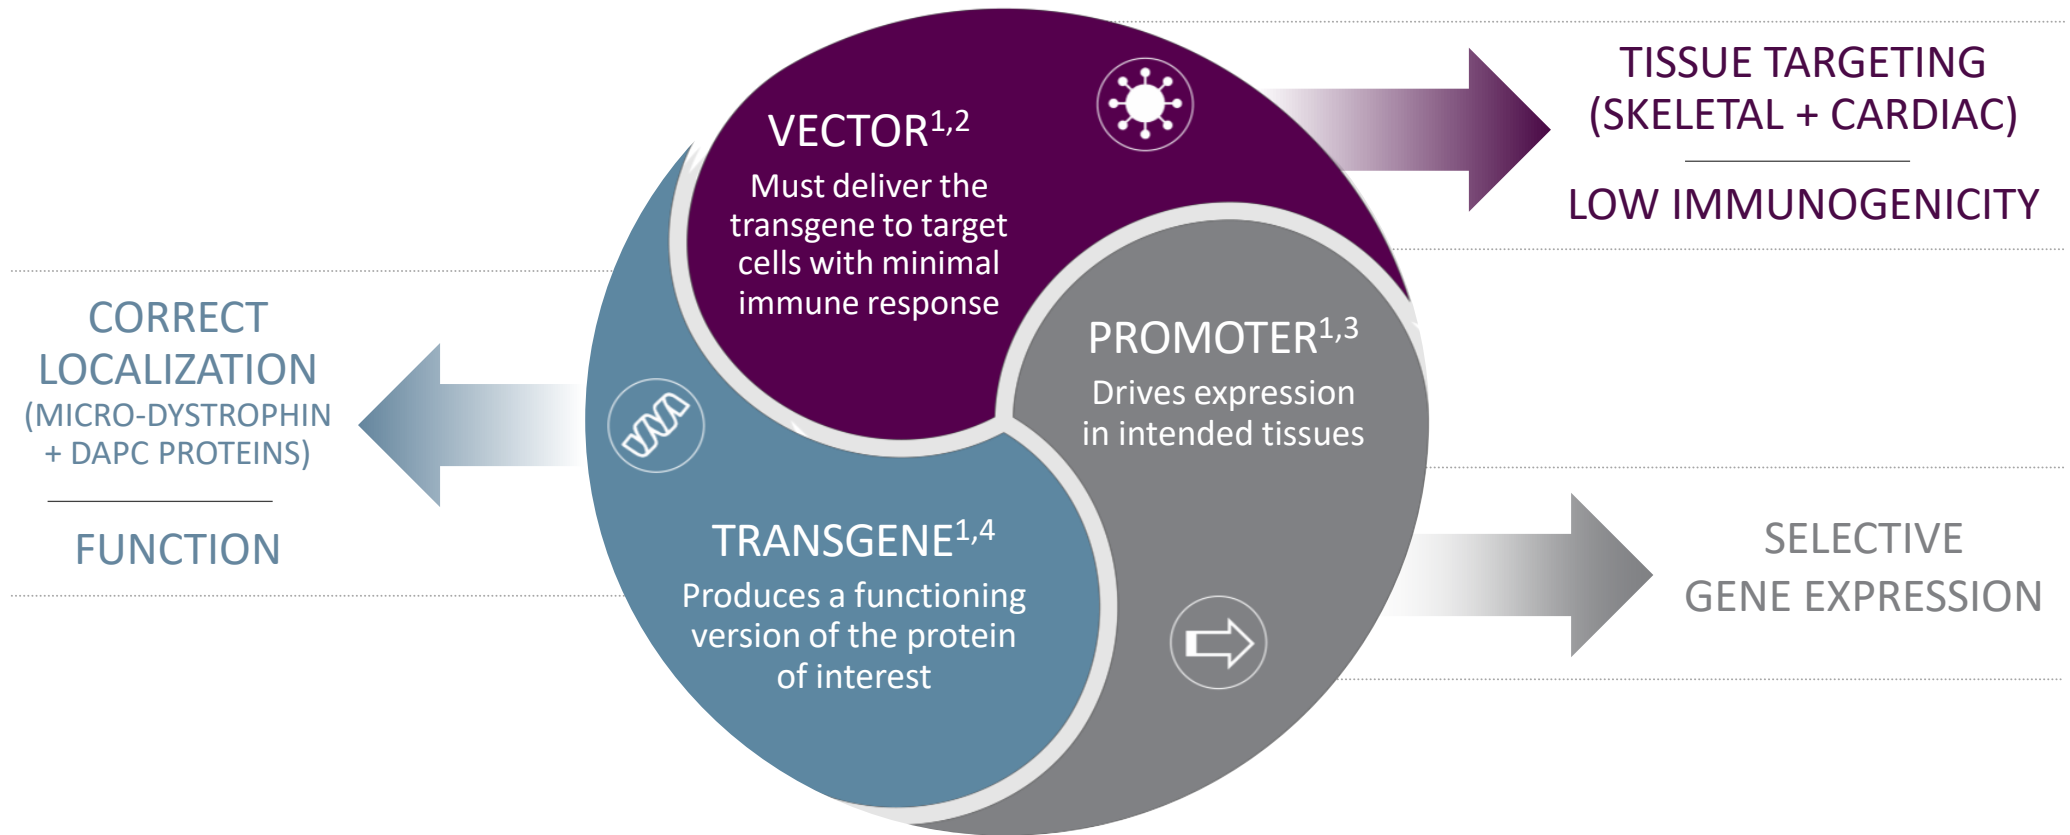 VECTOR1,2
Must deliver the
transgene to target
cells with minimal
immune response
TISSUE TARGETING
(SKELETAL + CARDIAC)
LOW IMMUNOGENICITY
PROMOTER1,3
Drives expression
in intended tissues
SELECTIVE
GENE EXPRESSION
TRANSGENE1,4
Produces a functioning
version of the protein
of interest
CORRECT
LOCALIZATION
(MICRO-DYSTROPHIN
+ DAPC PROTEINS)
FUNCTION